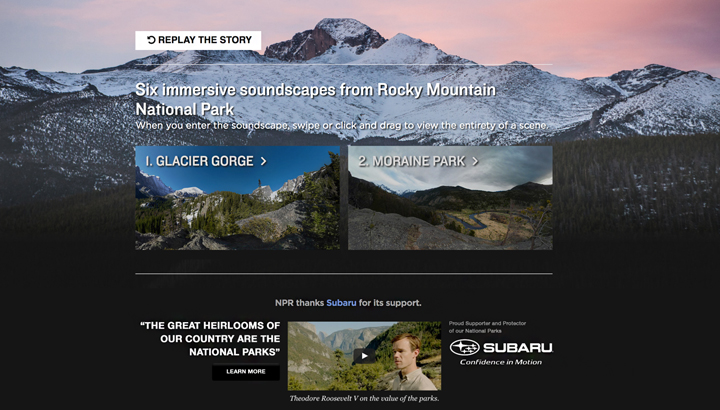 REPLAY THE STORY
Six immersive soundscapes from Rocky Mountain
National Park
When you enter the soundscape, swipe or click and drag to view the entirety of a scene.
1. GLACIER GORGE >
2. MORAINE PARK >
NPR thanks Subaru for its support.
“THE GREAT HEIRLOOMS OF
OUR COUNTRY ARE THE
NATIONAL PARKS”
LEARN MORE
Theodore Roosevelt V on the value of the parks.
Proud Supporter and Protector
of our National Parks
SUBARU
Confidence in Motion